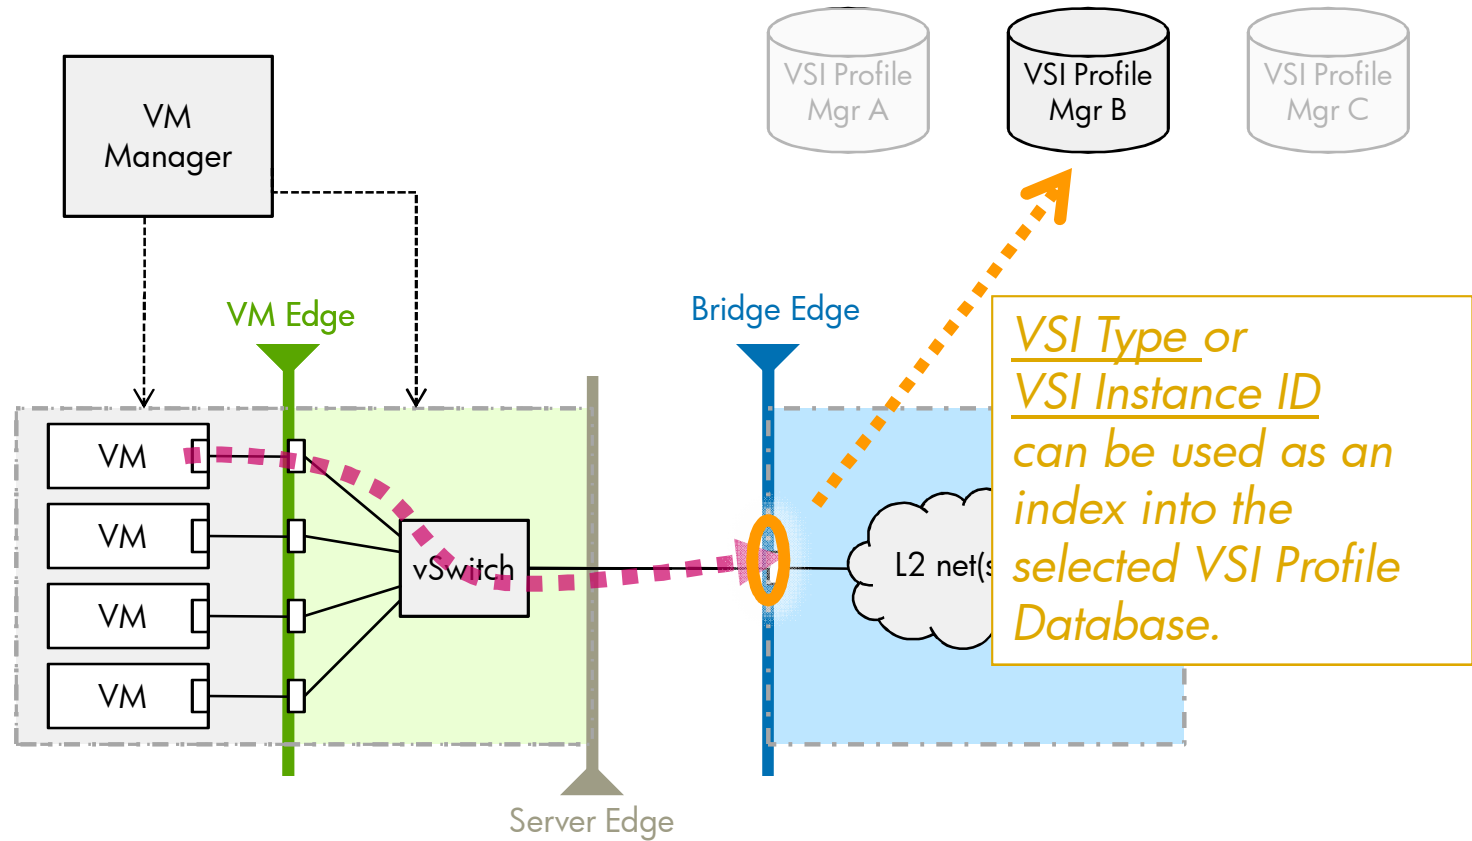 VSI Profile
Mgr A
VSI Profile
Mgr B
VSI Profile
Mgr C
VM
Manager
VM Edge
Bridge Edge
VSI Type or
VSI Instance ID
can be used as an
index into the
selected VSI Profile
Database.
VM
VM
VM
VM
vSwitch
L2 net(s
Server Edge